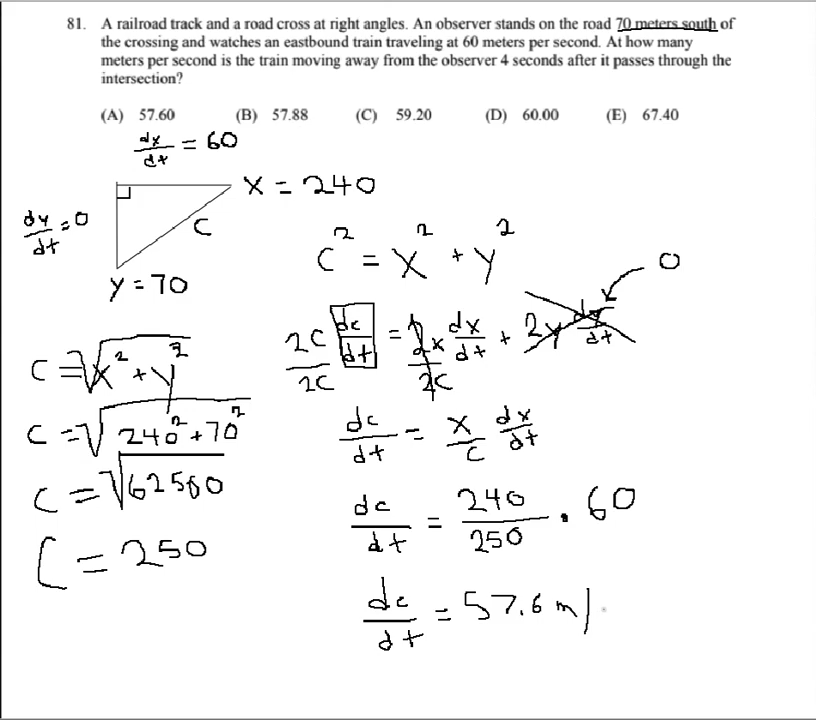 81. A railroad track and a road cross at right angles. An observer stands on the road 70 meters south of
the crossing and watches an eastbound train traveling at 60 meters per second. At how many
meters per second is the train moving away from the observer 4 seconds after it passes through the
intersection?
(A) 57.60 (B) 57.88 (C) 59.20 (D) 60.00 (E) 67.40
dx/dt = 60
x = 240
dy/dt = 0
c
y = 70
c² = x² + y²
0
2c/2c dc/dt = 2x/2c dx/dt + 2y dy/dt
c = √x² + y²
c = √240² + 70²
c = √62500
c = 250
dc/dt = x/c dx/dt
dc/dt = 240/250 · 60
dc/dt = 57.6 m/